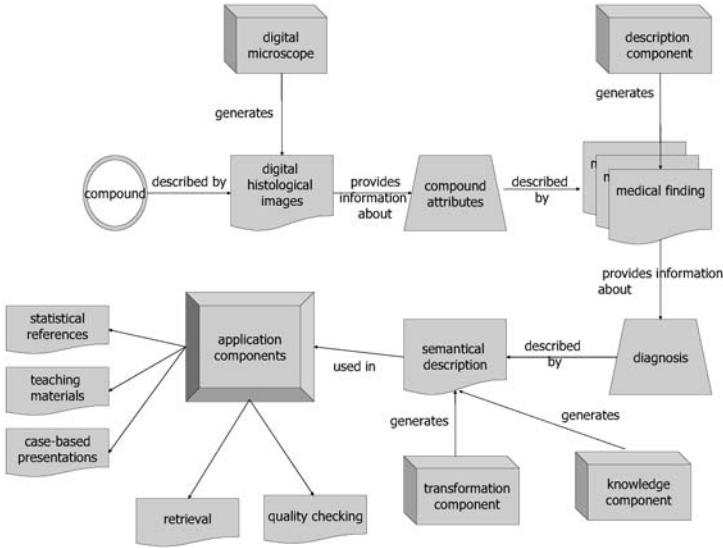 digital
microscope
description
component
generates
generates
compound
described by
digital
histological
images
provides
information
about
compound
attributes
described
by
m
m
medical finding
provides information
about
statistical
references
teaching
materials
case-based
presentations
application
components
used in
semantical
description
described
by
diagnosis
generates
generates
retrieval
quality checking
transformation
component
knowledge
component